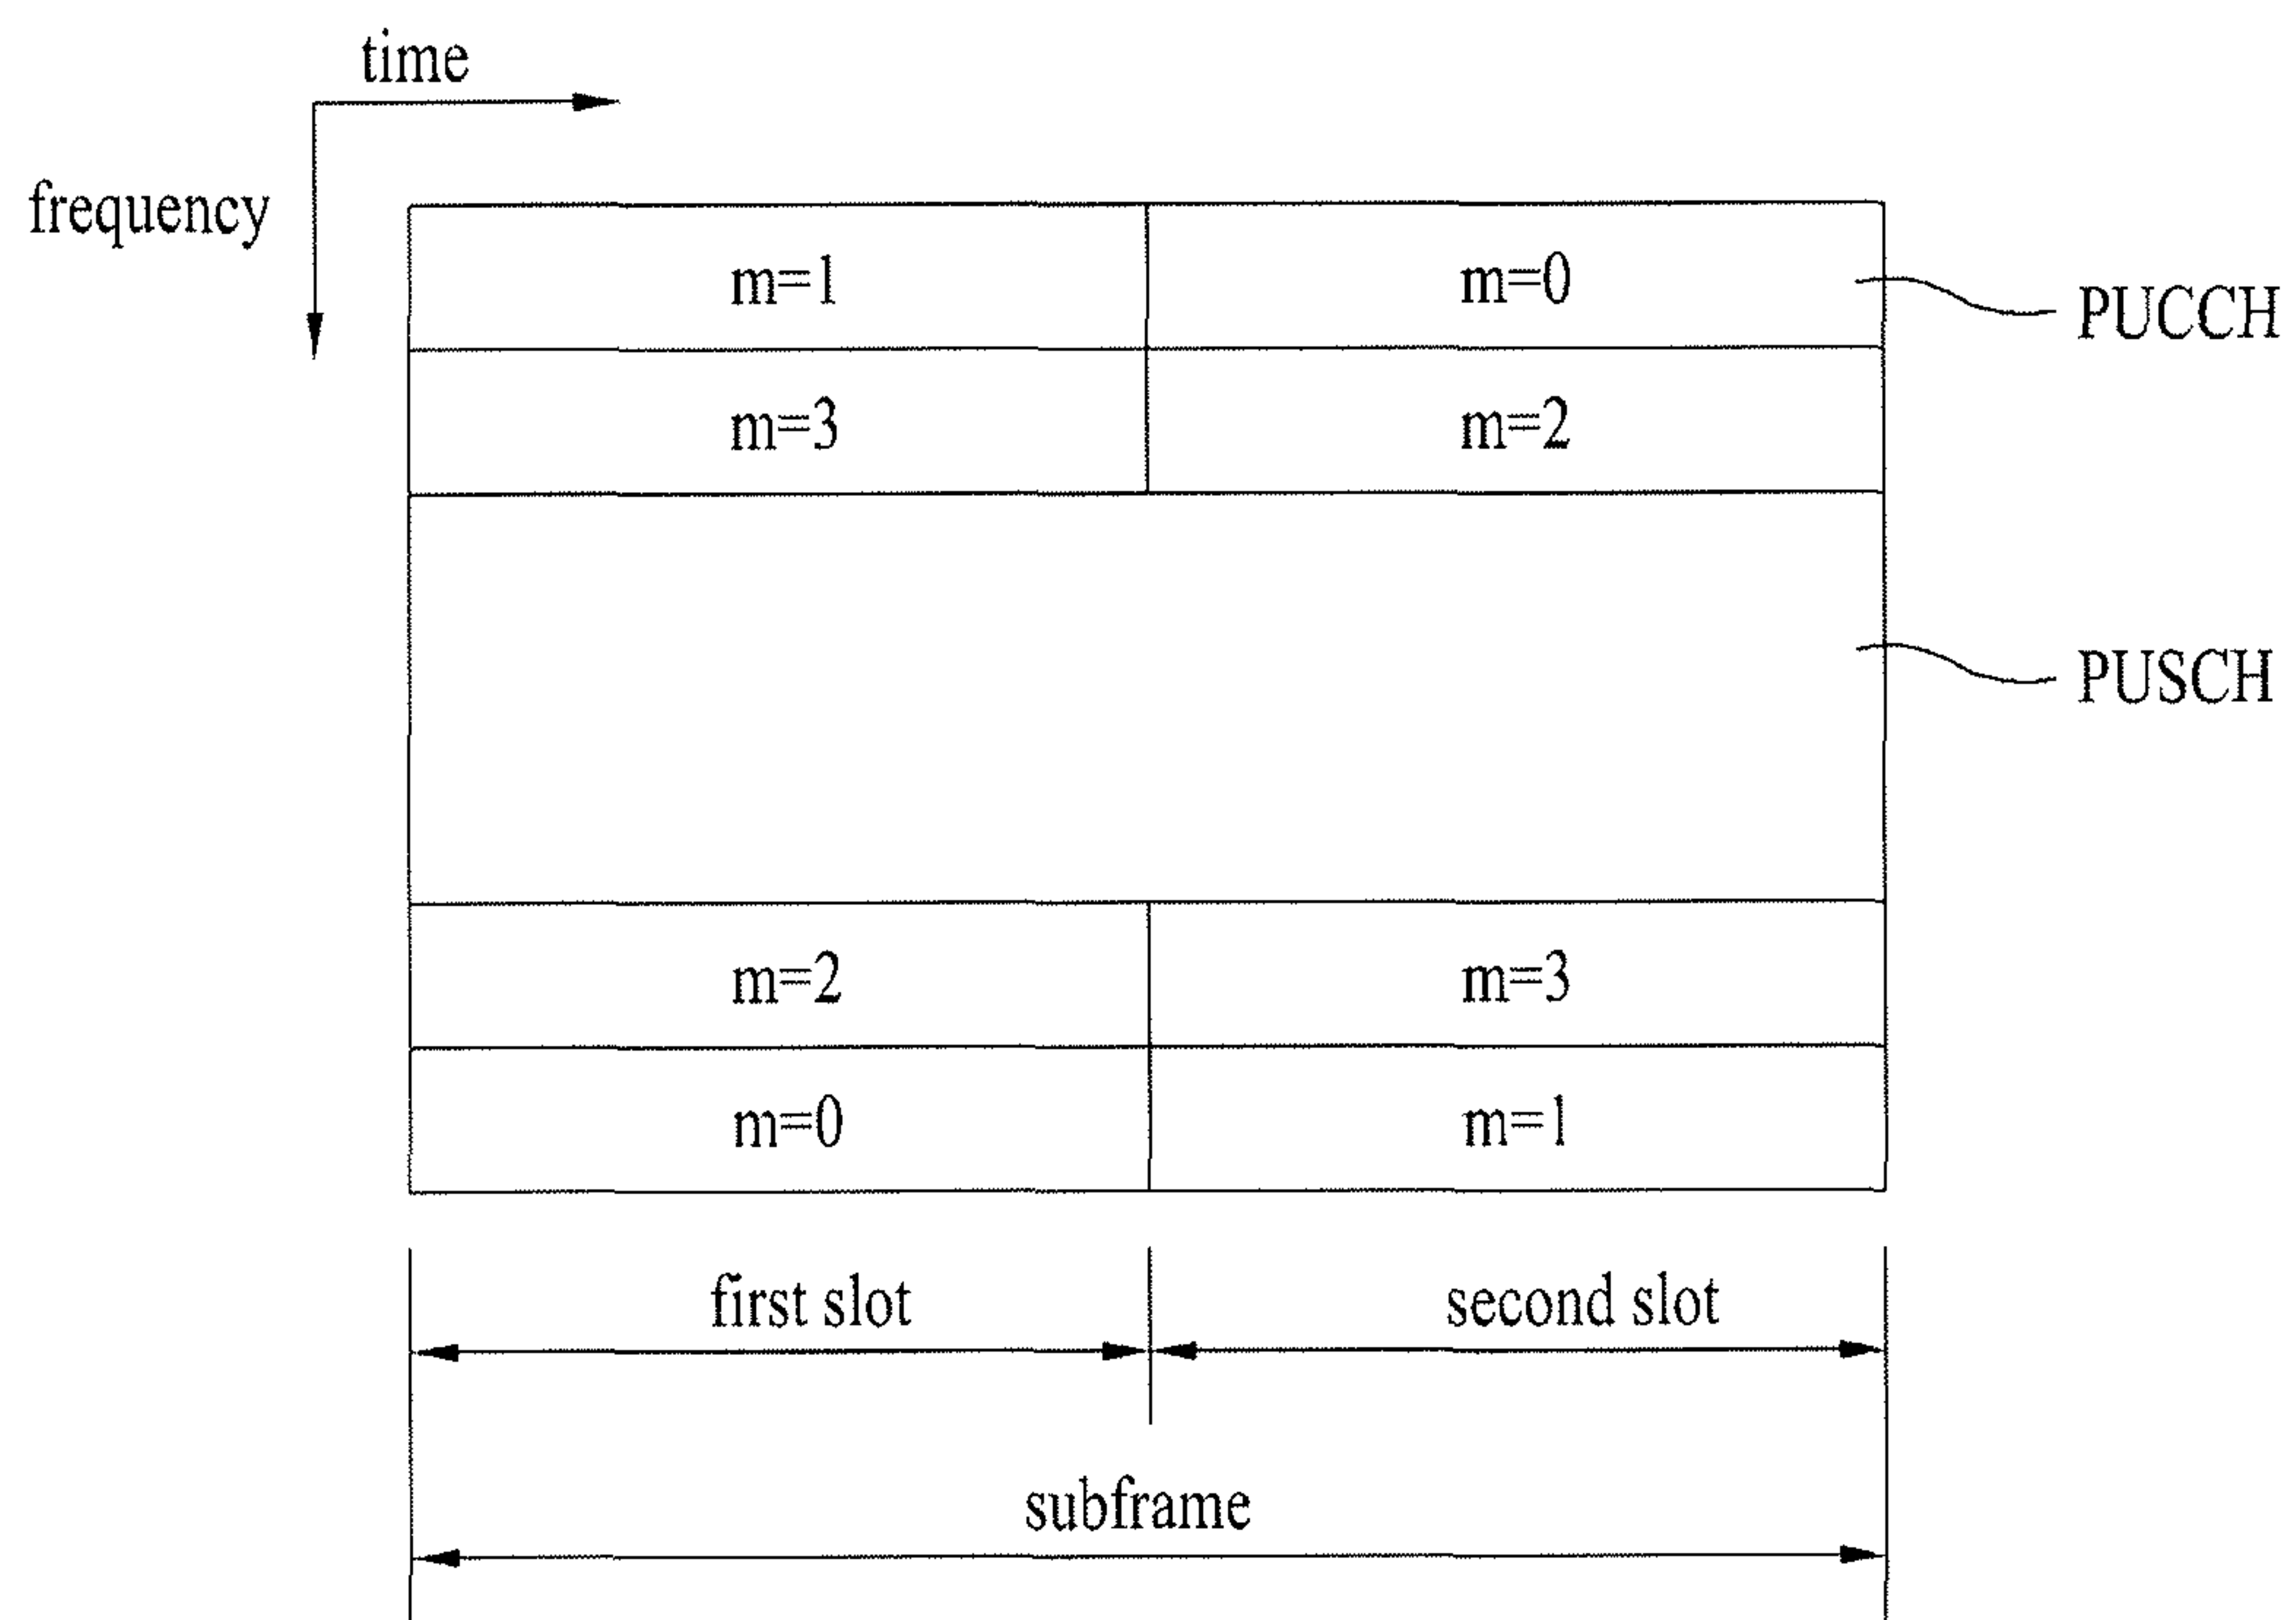 time
frequency
m=1
m=0
PUCCH
m=3
m=2
PUSCH
m=2
m=3
m=0
m=1
first slot
second slot
subframe